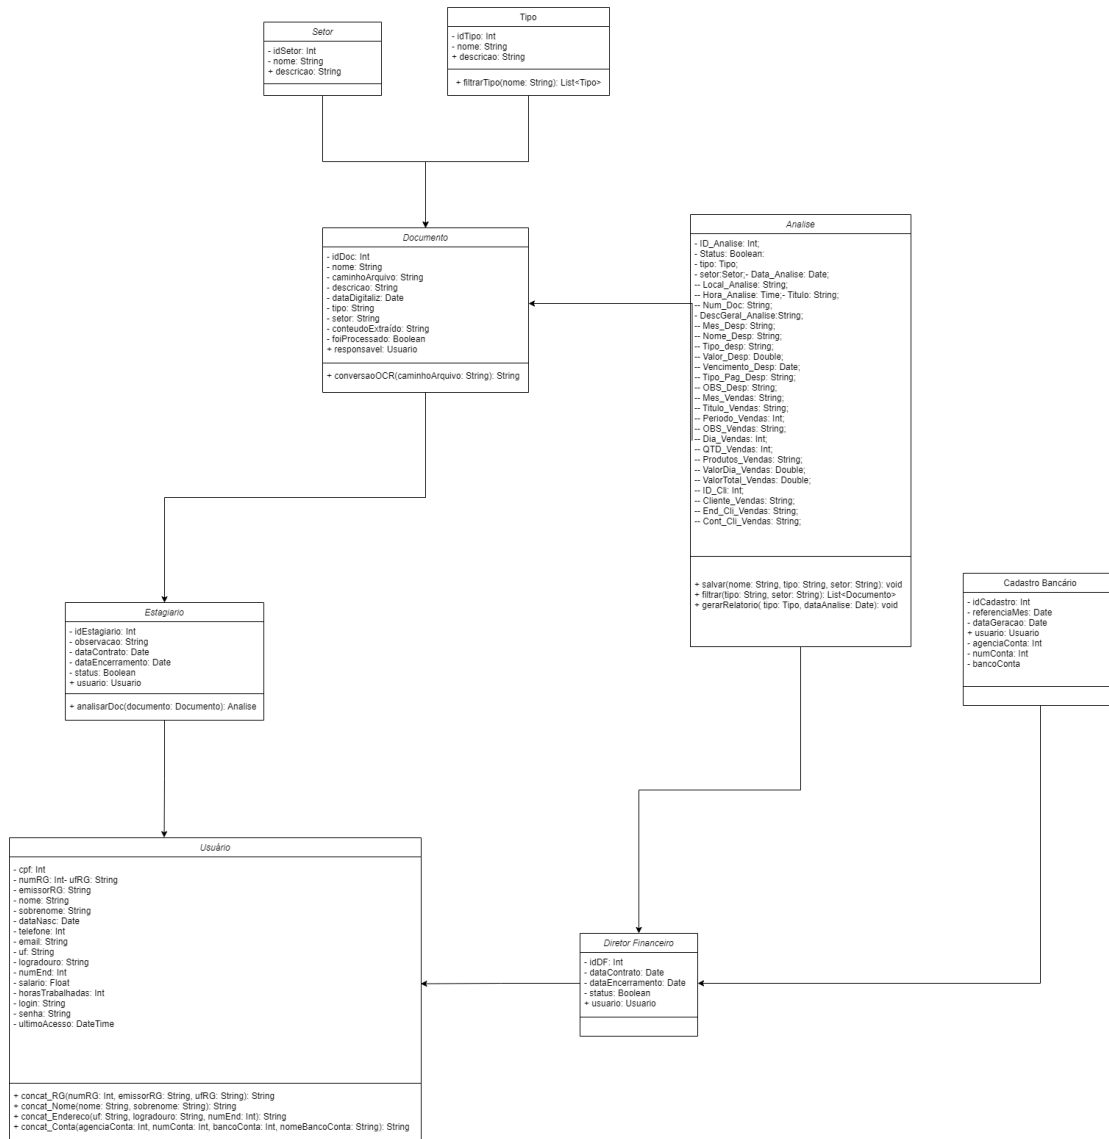 Setor
- idSetor: Int
- nome: String
+ descricao: String
Tipo
- idTipo: Int
- nome: String
+ descricao: String
+ filtrarTipo(nome: String): List<Tipo>
Documento
- idDoc: Int
- nome: String
- caminhoArquivo: String
- descricao: String
- dataDigitaliz: Date
- tipo: String
- setor: String
- conteudoExtraído: String
- foiProcessado: Boolean
+ responsavel: Usuario
+ conversaoOCR(caminhoArquivo: String): String
Analise
- ID_Analise: Int;
- Status: Boolean:
- tipo: Tipo;
- setor:Setor;- Data_Analise: Date;
-- Local_Analise: String;
-- Hora_Analise: Time;- Titulo: String;
-- Num_Doc: String;
- DescGeral_Analise:String;
-- Mes_Desp: String;
-- Nome_Desp: String;
-- Tipo_desp: String;
-- Valor_Desp: Double;
-- Vencimento_Desp: Date;
-- Tipo_Pag_Desp: String;
-- OBS_Desp: String;
-- Mes_Vendas: String;
-- Titulo_Vendas: String;
-- Periodo_Vendas: Int;
-- OBS_Vendas: String;
-- Dia_Vendas: Int;
-- QTD_Vendas: Int;
-- Produtos_Vendas: String;
-- ValorDia_Vendas: Double;
-- ValorTotal_Vendas: Double;
-- ID_Cli: Int;
-- Cliente_Vendas: String;
-- End_Cli_Vendas: String;
-- Cont_Cli_Vendas: String;
+ salvar(nome: String, tipo: String, setor: String): void
+ filtrar(tipo: String, setor: String): List<Documento>
+ gerarRelatorio( tipo: Tipo, dataAnalise: Date): void
Cadastro Bancário
- idCadastro: Int
- referenciaMes: Date
- dataGeracao: Date
+ usuario: Usuario
- agenciaConta: Int
- numConta: Int
- bancoConta
Estagiario
- idEstagiario: Int
- observacao: String
- dataContrato: Date
- dataEncerramento: Date
- status: Boolean
+ usuario: Usuario
+ analisarDoc(documento: Documento): Analise
Usuário
- cpf: Int
- numRG: Int- ufRG: String
- emissorRG: String
- nome: String
- sobrenome: String
- dataNasc: Date
- telefone: Int
- email: String
- uf: String
- logradouro: String
- numEnd: Int
- salario: Float
- horasTrabalhadas: Int
- login: String
- senha: String
- ultimoAcesso: DateTime
+ concat_RG(numRG: Int, emissorRG: String, ufRG: String): String
+ concat_Nome(nome: String, sobrenome: String): String
+ concat_Endereco(uf: String, logradouro: String, numEnd: Int): String
+ concat_Conta(agenciaConta: Int, numConta: Int, bancoConta: Int, nomeBancoConta: String): String
Diretor Financeiro
- idDF: Int
- dataContrato: Date
- dataEncerramento: Date
- status: Boolean
+ usuario: Usuario